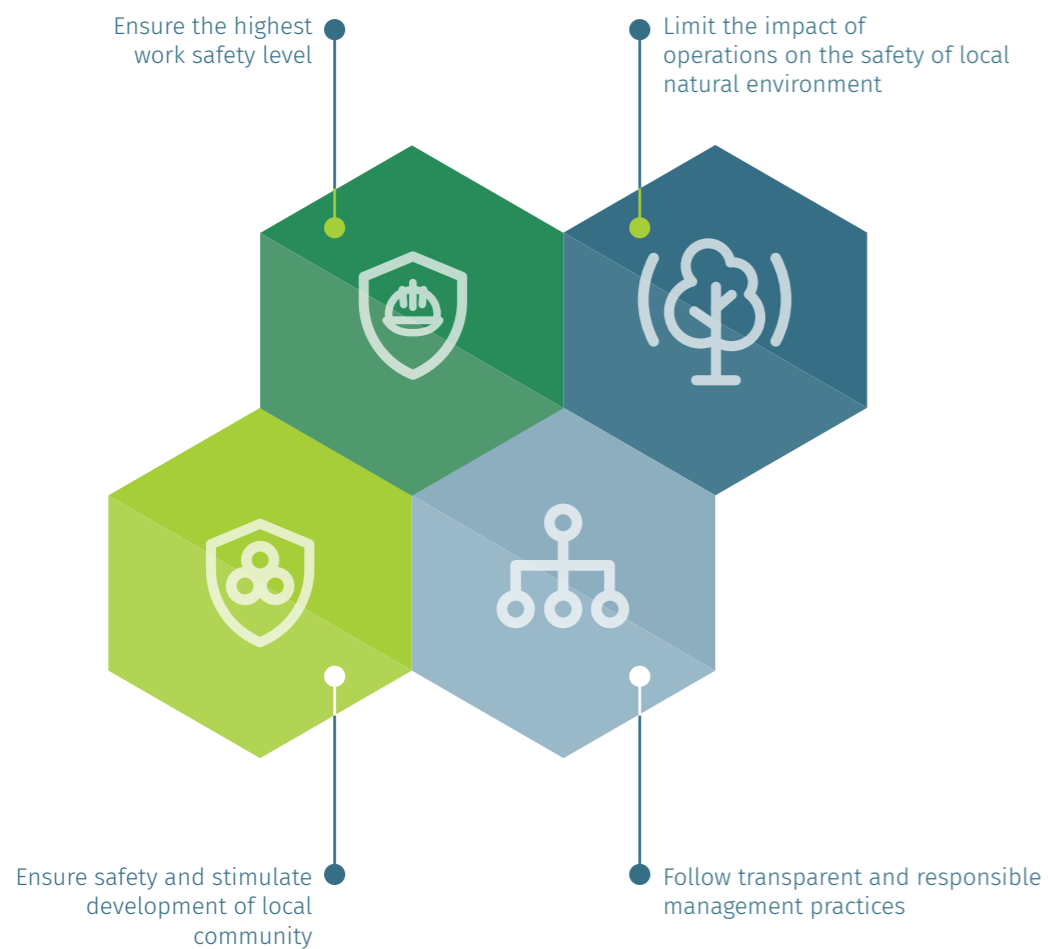 Ensure the highest
work safety level
Limit the impact of
operations on the safety of local
natural environment
Ensure safety and stimulate
development of local
community
Follow transparent and responsible
management practices